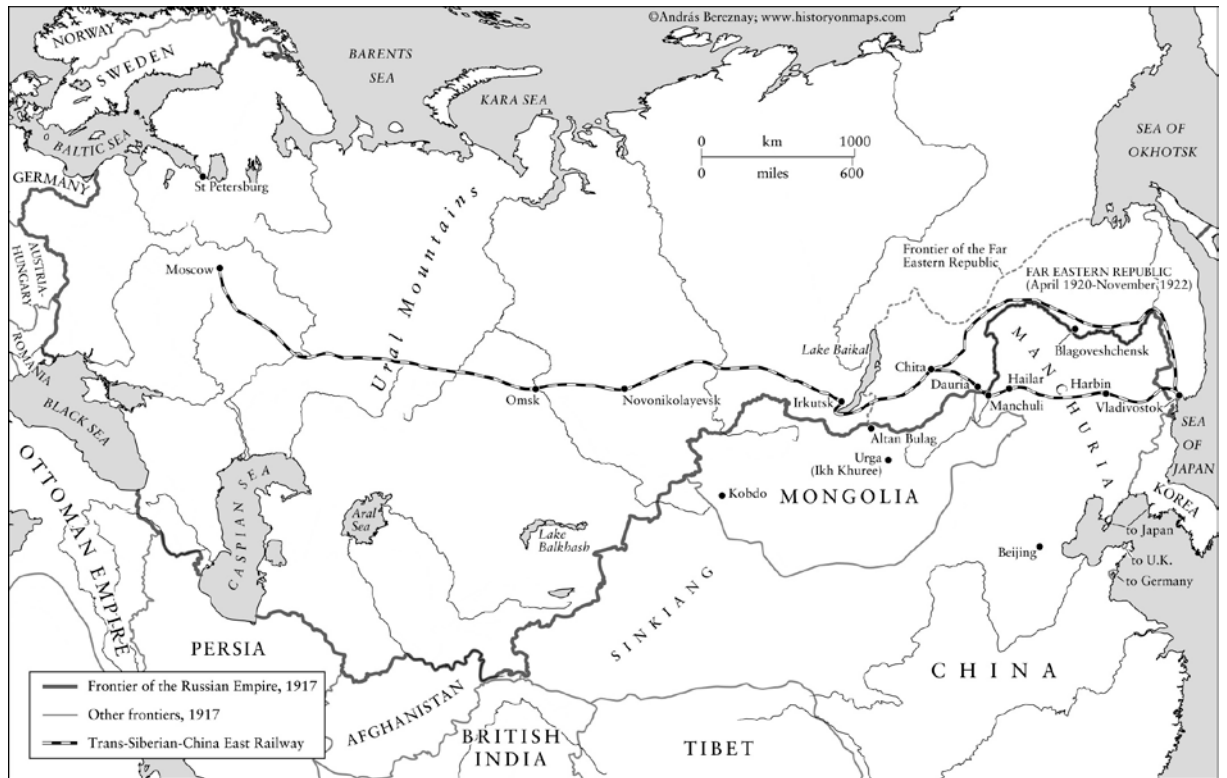 ©András Bereznay; www.historyonmaps.com
NORWAY
SWEDEN
BARENTS
SEA
KARA SEA
BALTIC SEA
GERMANY
St Petersburg
0 km 1000
miles 600
0
SEA OF
OKHOTSK
Ural Mountains
AUSTRIA-
HUNGARY
Moscow
Frontier of the Far
Eastern Republic
FAR EASTERN REPUBLIC
(April 1920-November 1922)
ROMANIA
Lake Baikal
Blagoveshchensk
MANCHURIA
Chita
Dauria
Hailar
Harbin
Omsk
Novonikolayevsk
Irkutsk
Manchuli
Vladivostok
BLACK SEA
Altan Bulag
SEA
OF
JAPAN
Urga
(Ikh Khuree)
OTTOMAN EMPIRE
CASPIAN SEA
Kobdo
MONGOLIA
KOREA
Aral
Sea
Lake
Balkhash
to Japan
Beijing
to U.K.
to Germany
SINKIANG
PERSIA
CHINA
Frontier of the Russian Empire, 1917
Other frontiers, 1917
Trans-Siberian-China East Railway
AFGHANISTAN
BRITISH
INDIA
TIBET